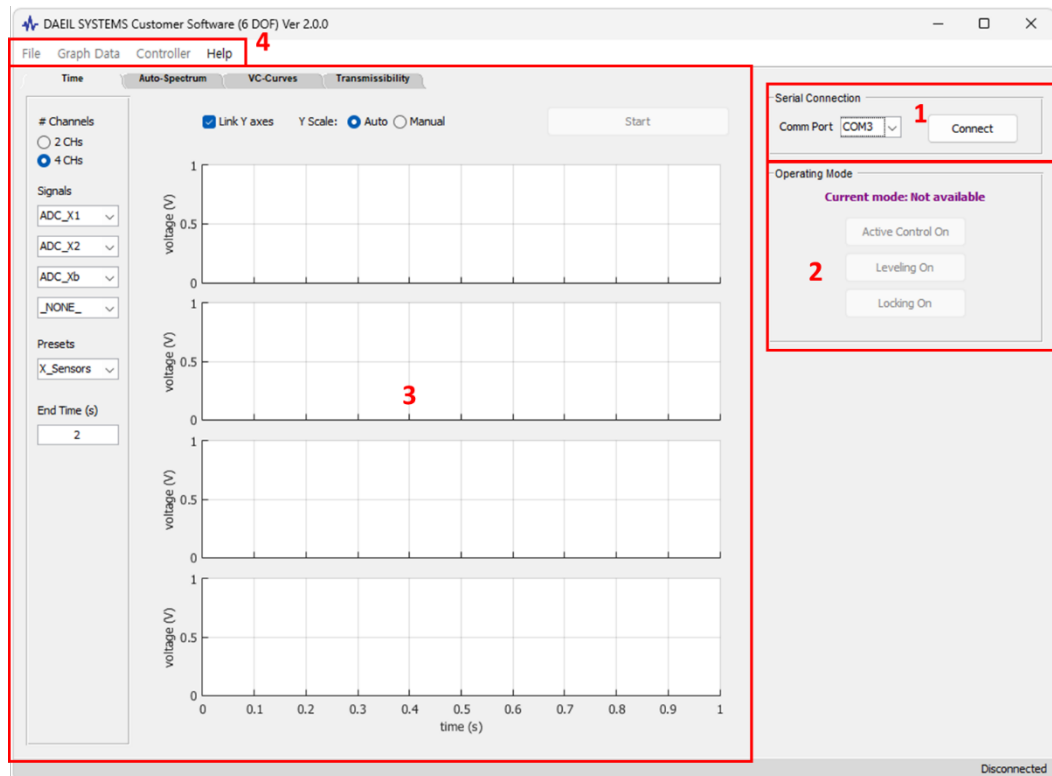 DAEIL SYSTEMS Customer Software (6 DOF) Ver 2.0.0
File Graph Data Controller Help
4
Time Auto-Spectrum VC-Curves Transmissibility
# Channels
2 CHs
4 CHs
Signals
ADC_X1
ADC_X2
ADC_Xb
_NONE_
Presets
X_Sensors
End Time (s)
2
Link Y axes Y Scale: Auto Manual Start
1
voltage (V)
0.5
0
1
voltage (V)
0.5
0
3
1
voltage (V)
0.5
0
1
voltage (V)
0.5
0
0 0.1 0.2 0.3 0.4 0.5 0.6 0.7 0.8 0.9 1
time (s)
Serial Connection
1
Comm Port COM3 Connect
Operating Mode
Current mode: Not available
Active Control On
2
Leveling On
Locking On
Disconnected